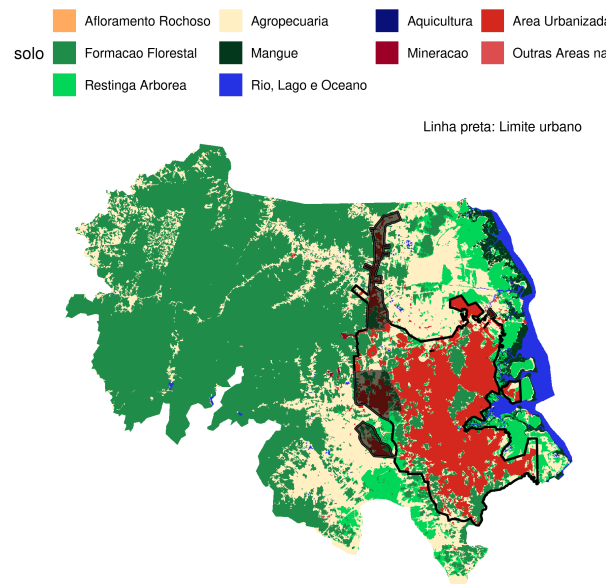 Afloramento Rochoso Agropecuaria Aquicultura Area Urbanizada
solo Formacao Florestal Mangue Mineracao Outras Areas na
Restinga Arborea Rio, Lago e Oceano
Linha preta: Limite urbano